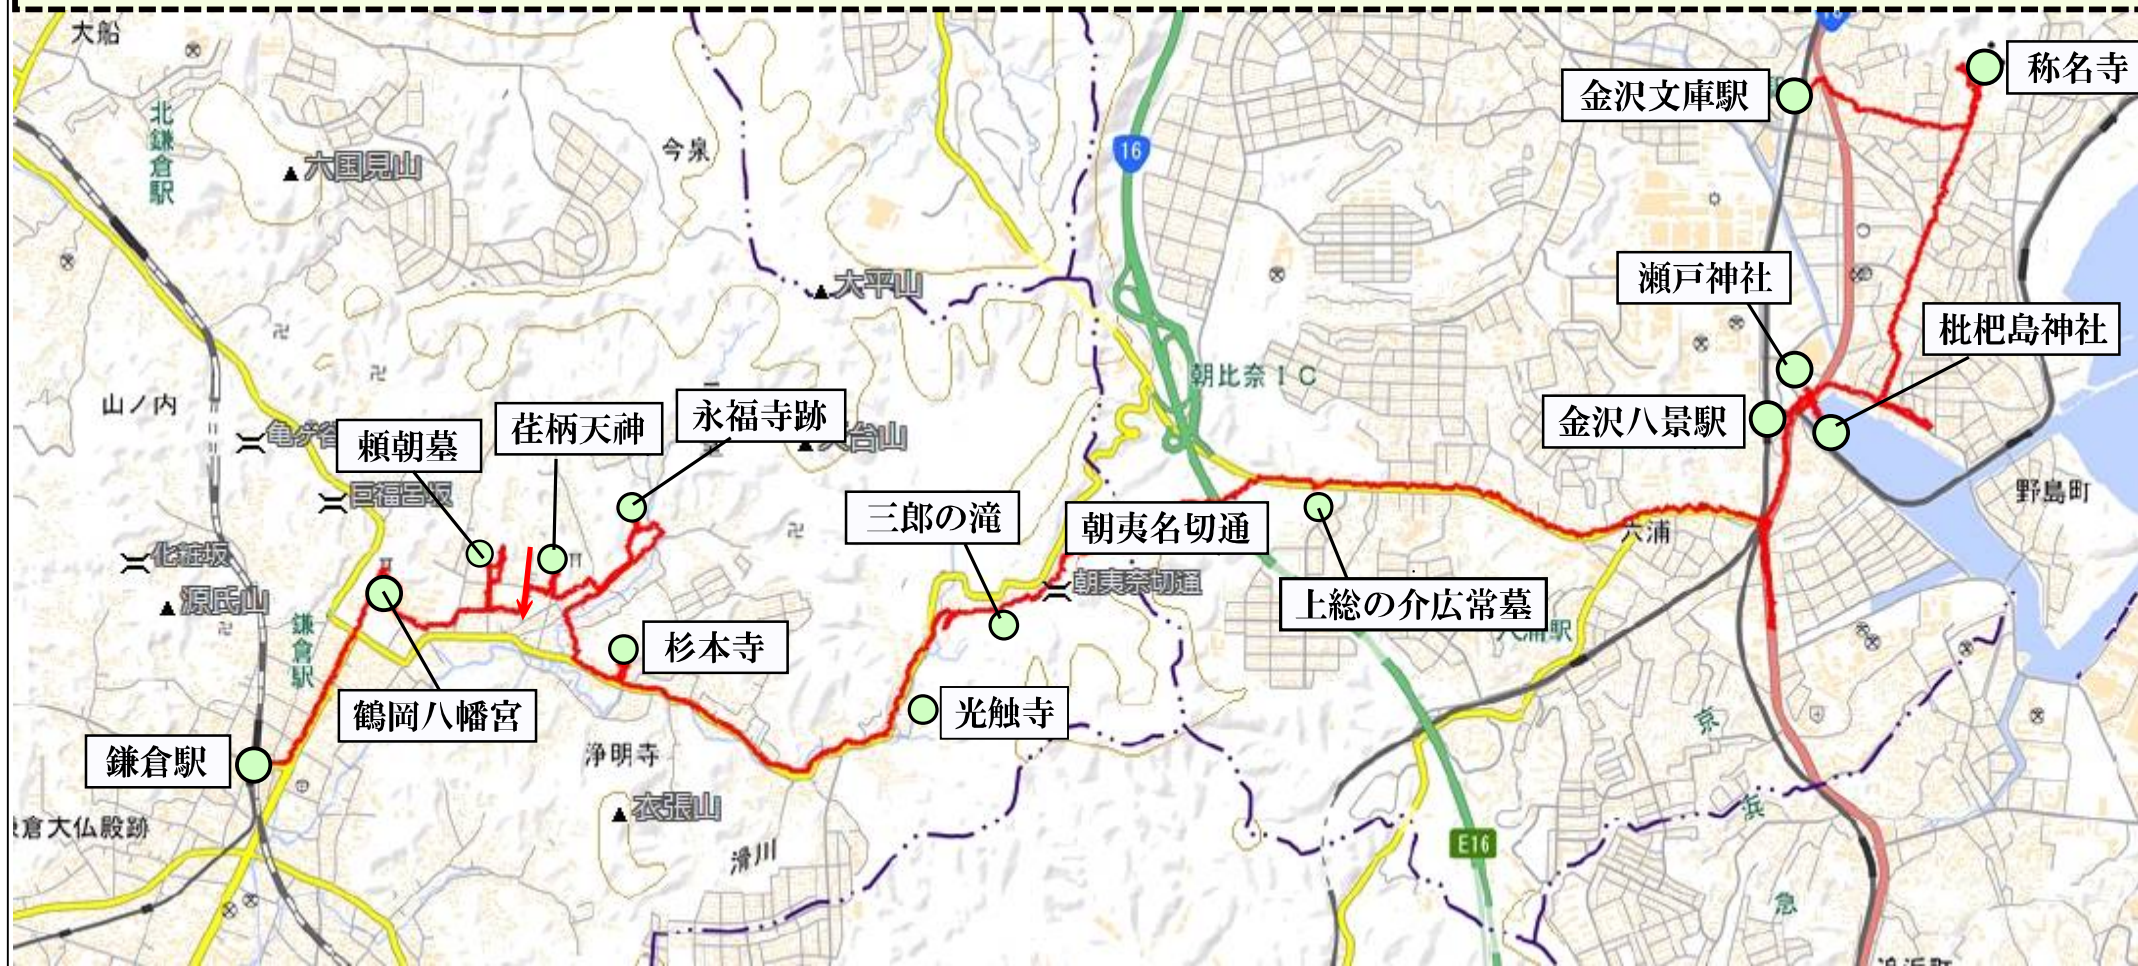 大船
北鎌倉駅
六国見山
今泉
16
金沢文庫駅
称名寺
大平山
瀬戸神社
枇杷島神社
朝比奈IC
山ノ内
頼朝墓
荏柄天神
永福寺跡
金沢八景駅
巨福呂坂
三郎の滝
朝夷名切通
野島町
六浦
化粧坂
源氏山
朝夷奈切通
上総の介広常墓
鎌倉駅
杉本寺
鶴岡八幡宮
光触寺
鎌倉駅
浄明寺
衣張山
倉大仏殿跡
滑川
E16
京
浜
急